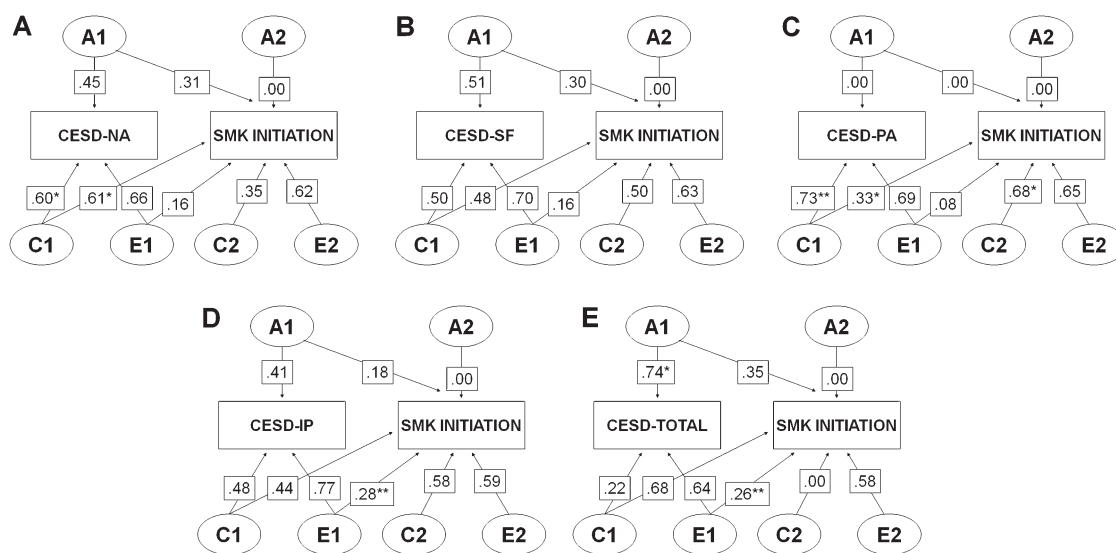 A
A1 A2
.45 .31 .00
CESD-NA SMK INITIATION
.60* .61* .66 .16 .35 .62
C1 E1 C2 E2
B
A1 A2
.51 .30 .00
CESD-SF SMK INITIATION
.50 .48 .70 .16 .50 .63
C1 E1 C2 E2
C
A1 A2
.00 .00 .00
CESD-PA SMK INITIATION
.73** .33* .69 .08 .68* .65
C1 E1 C2 E2
D
A1 A2
.41 .18 .00
CESD-IP SMK INITIATION
.48 .44 .77 .28** .58 .59
C1 E1 C2 E2
E
A1 A2
.74* .35 .00
CESD-TOTAL SMK INITIATION
.22 .68 .64 .26** .00 .58
C1 E1 C2 E2